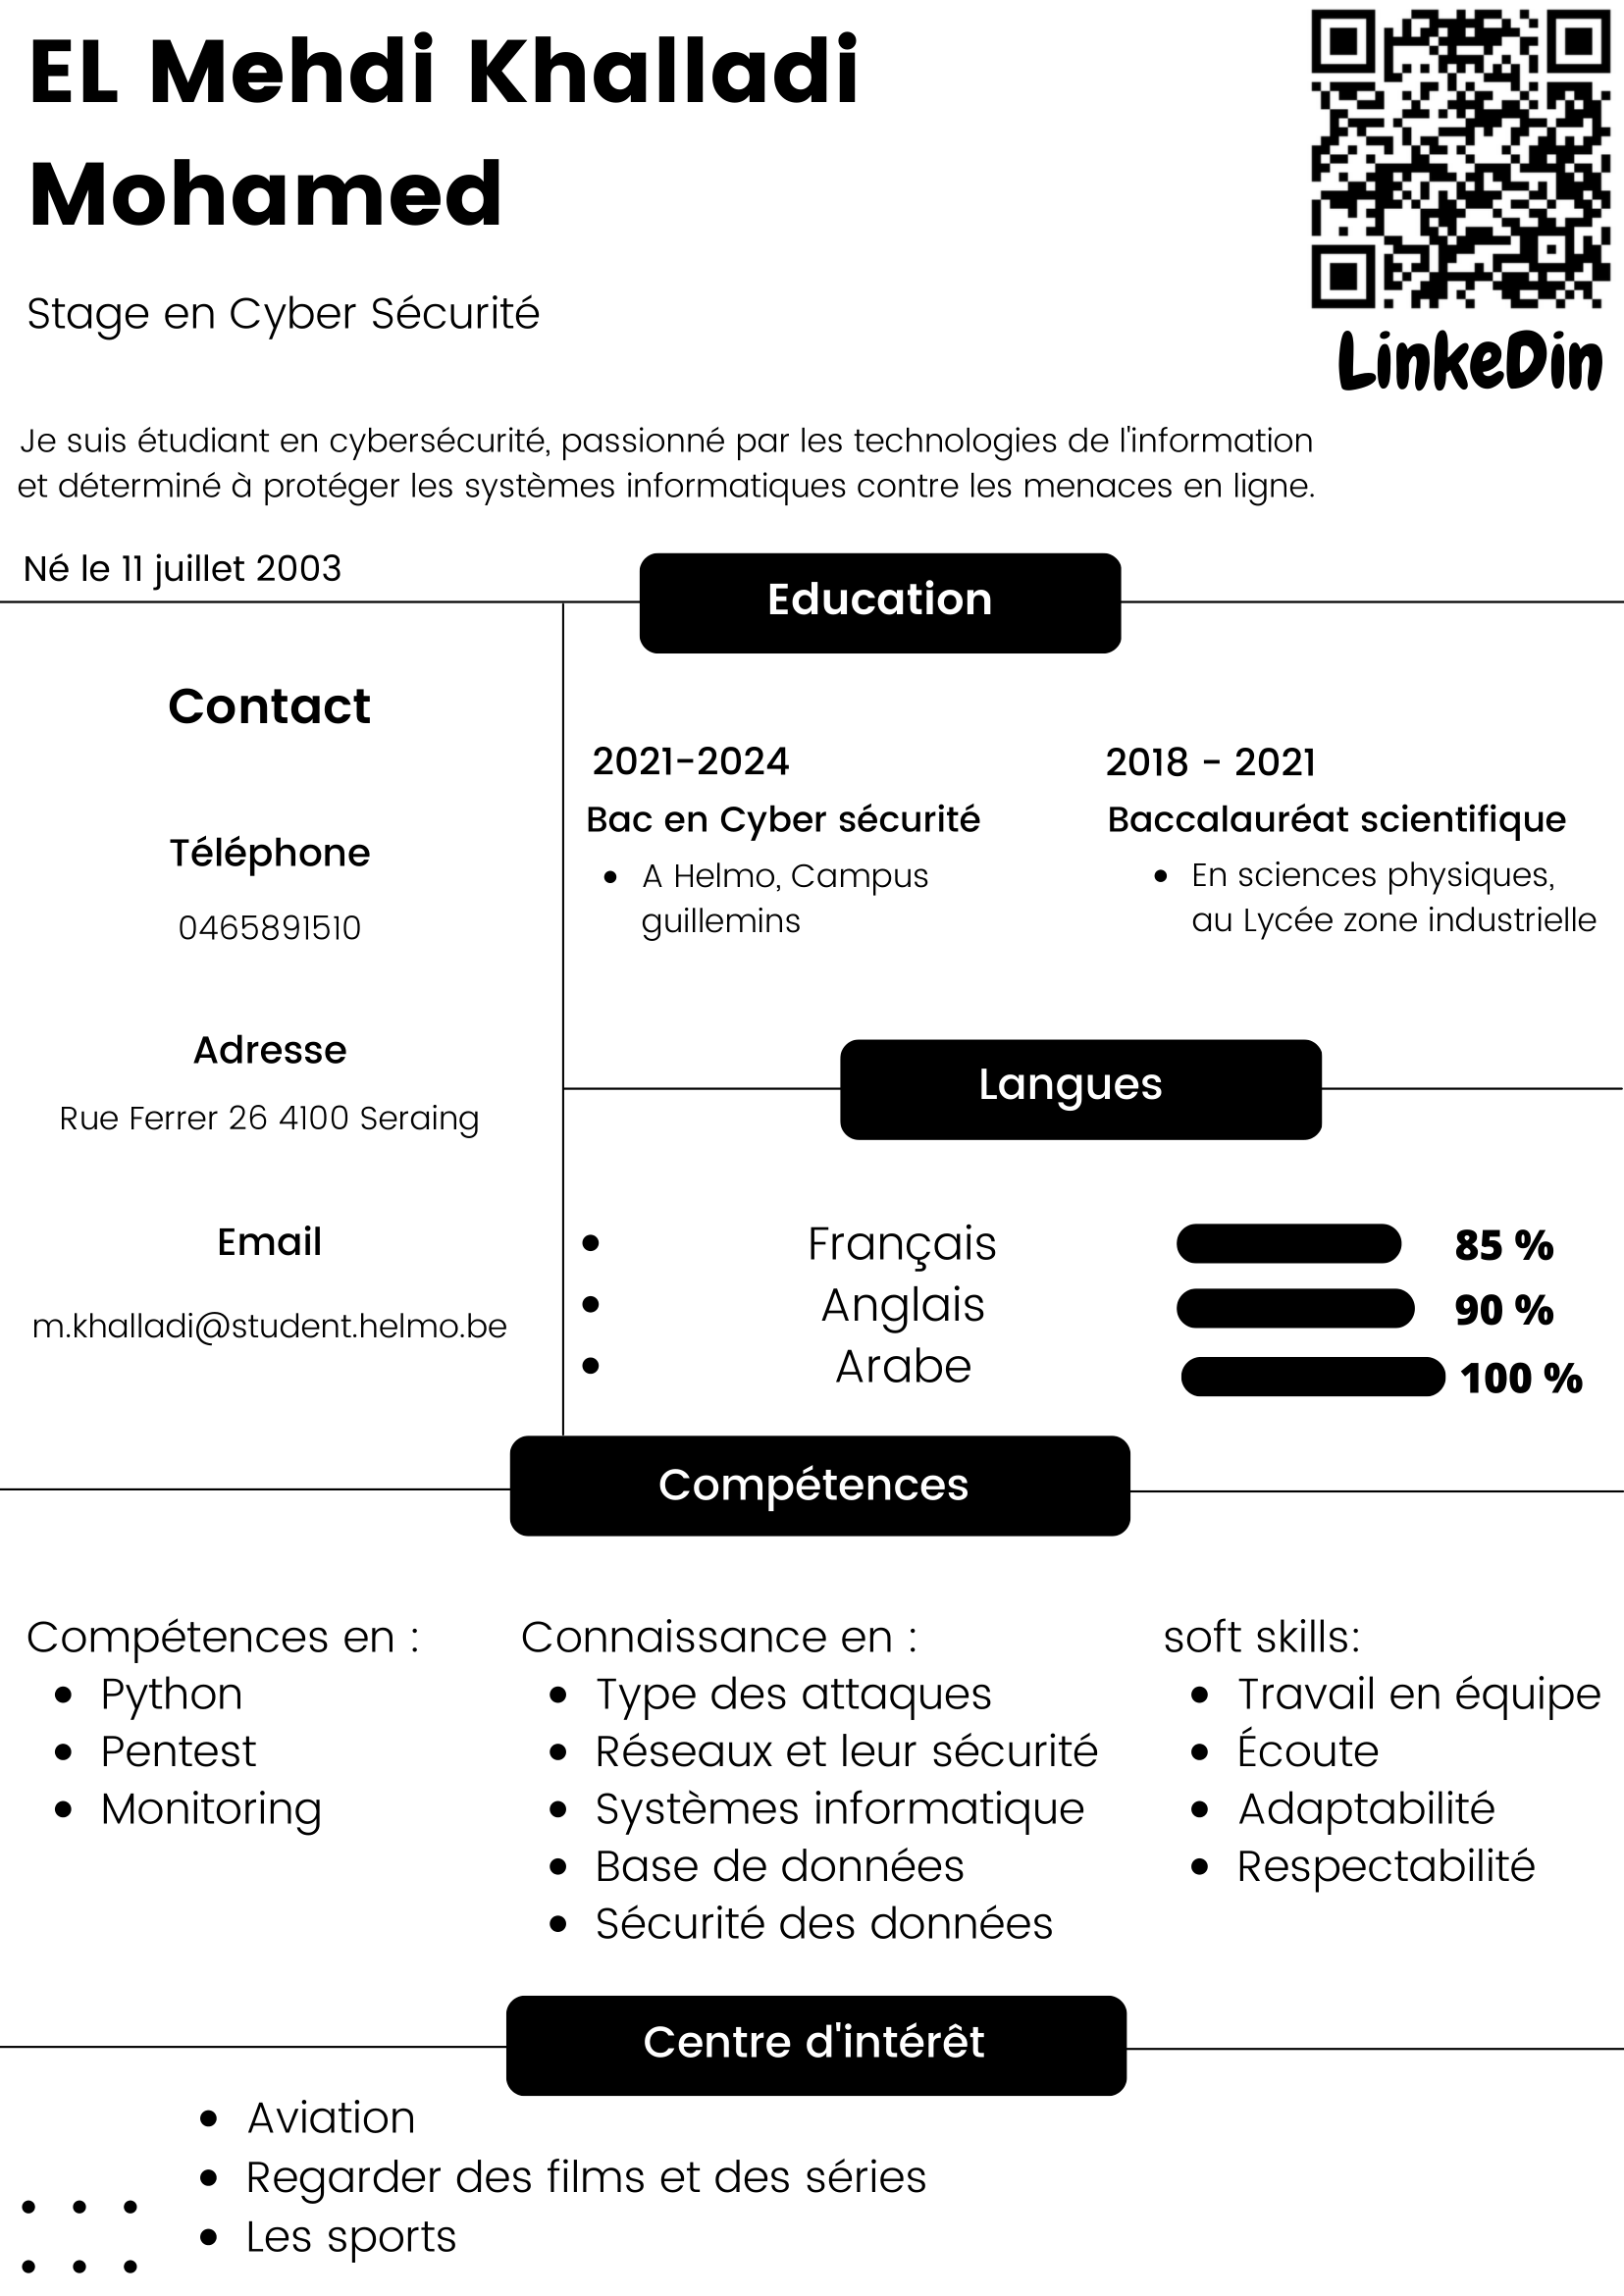 EL Mehdi Khalladi
Mohamed
Stage en Cyber Sécurité
LinkeDin
Je suis étudiant en cybersécurité, passionné par les technologies de l'information
et déterminé à protéger les systèmes informatiques contre les menaces en ligne.
Né le 11 juillet 2003
Contact
Téléphone
0465891510
Adresse
Rue Ferrer 26 4100 Seraing
Email
m.khalladi@student.helmo.be
Education
2021-2024
Bac en Cyber sécurité
• A Helmo, Campus
guillemins
2018 - 2021
Baccalauréat scientifique
• En sciences physiques,
au Lycée zone industrielle
Langues
• Français 85 %
• Anglais 90 %
• Arabe 100 %
Compétences
Compétences en :
• Python
• Pentest
• Monitoring
Connaissance en :
• Type des attaques
• Réseaux et leur sécurité
• Systèmes informatique
• Base de données
• Sécurité des données
soft skills:
• Travail en équipe
• Écoute
• Adaptabilité
• Respectabilité
Centre d'intérêt
• Aviation
• Regarder des films et des séries
• Les sports